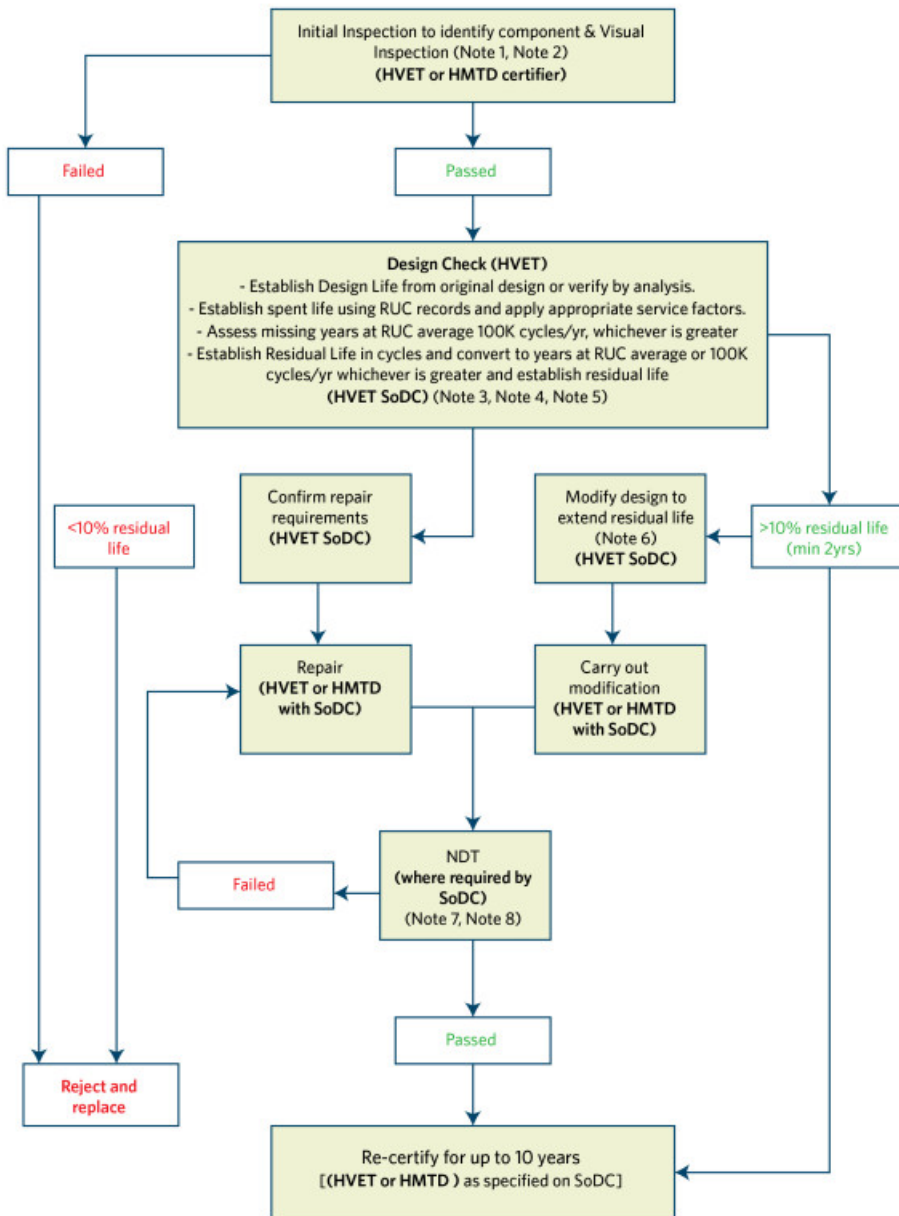 Initial Inspection to identify component & Visual
Inspection (Note 1, Note 2)
(HVET or HMTD certifier)
Failed
Passed
Design Check (HVET)
- Establish Design Life from original design or verify by analysis.
- Establish spent life using RUC records and apply appropriate service factors.
- Assess missing years at RUC average 100K cycles/yr, whichever is greater
- Establish Residual Life in cycles and convert to years at RUC average or 100K
cycles/yr whichever is greater and establish residual life
(HVET SoDC) (Note 3, Note 4, Note 5)
<10% residual
life
Confirm repair
requirements
(HVET SoDC)
Modify design to
extend residual life
(Note 6)
(HVET SoDC)
>10% residual life
(min 2yrs)
Repair
(HVET or HMTD
with SoDC)
Carry out
modification
(HVET or HMTD
with SoDC)
Failed
NDT
(where required by
SoDC)
(Note 7, Note 8)
Passed
Reject and
replace
Re-certify for up to 10 years
[(HVET or HMTD ) as specified on SoDC]